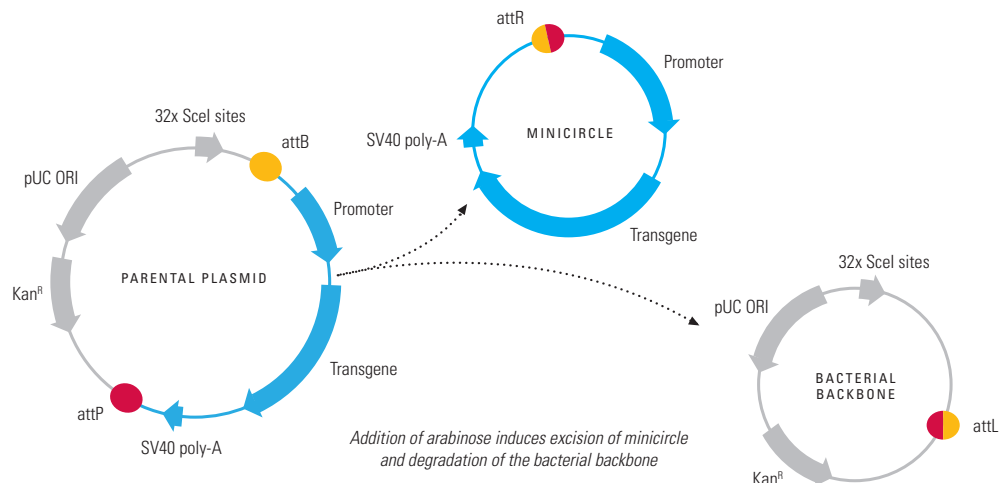 attR
Promoter
MINICIRCLE
SV40 poly-A
Transgene
32x SceI sites
attB
pUC ORI
Promoter
PARENTAL PLASMID
KanR
Transgene
attP
SV40 poly-A
32x SceI sites
pUC ORI
BACTERIAL
BACKBONE
attL
KanR
Addition of arabinose induces excision of minicircle
and degradation of the bacterial backbone